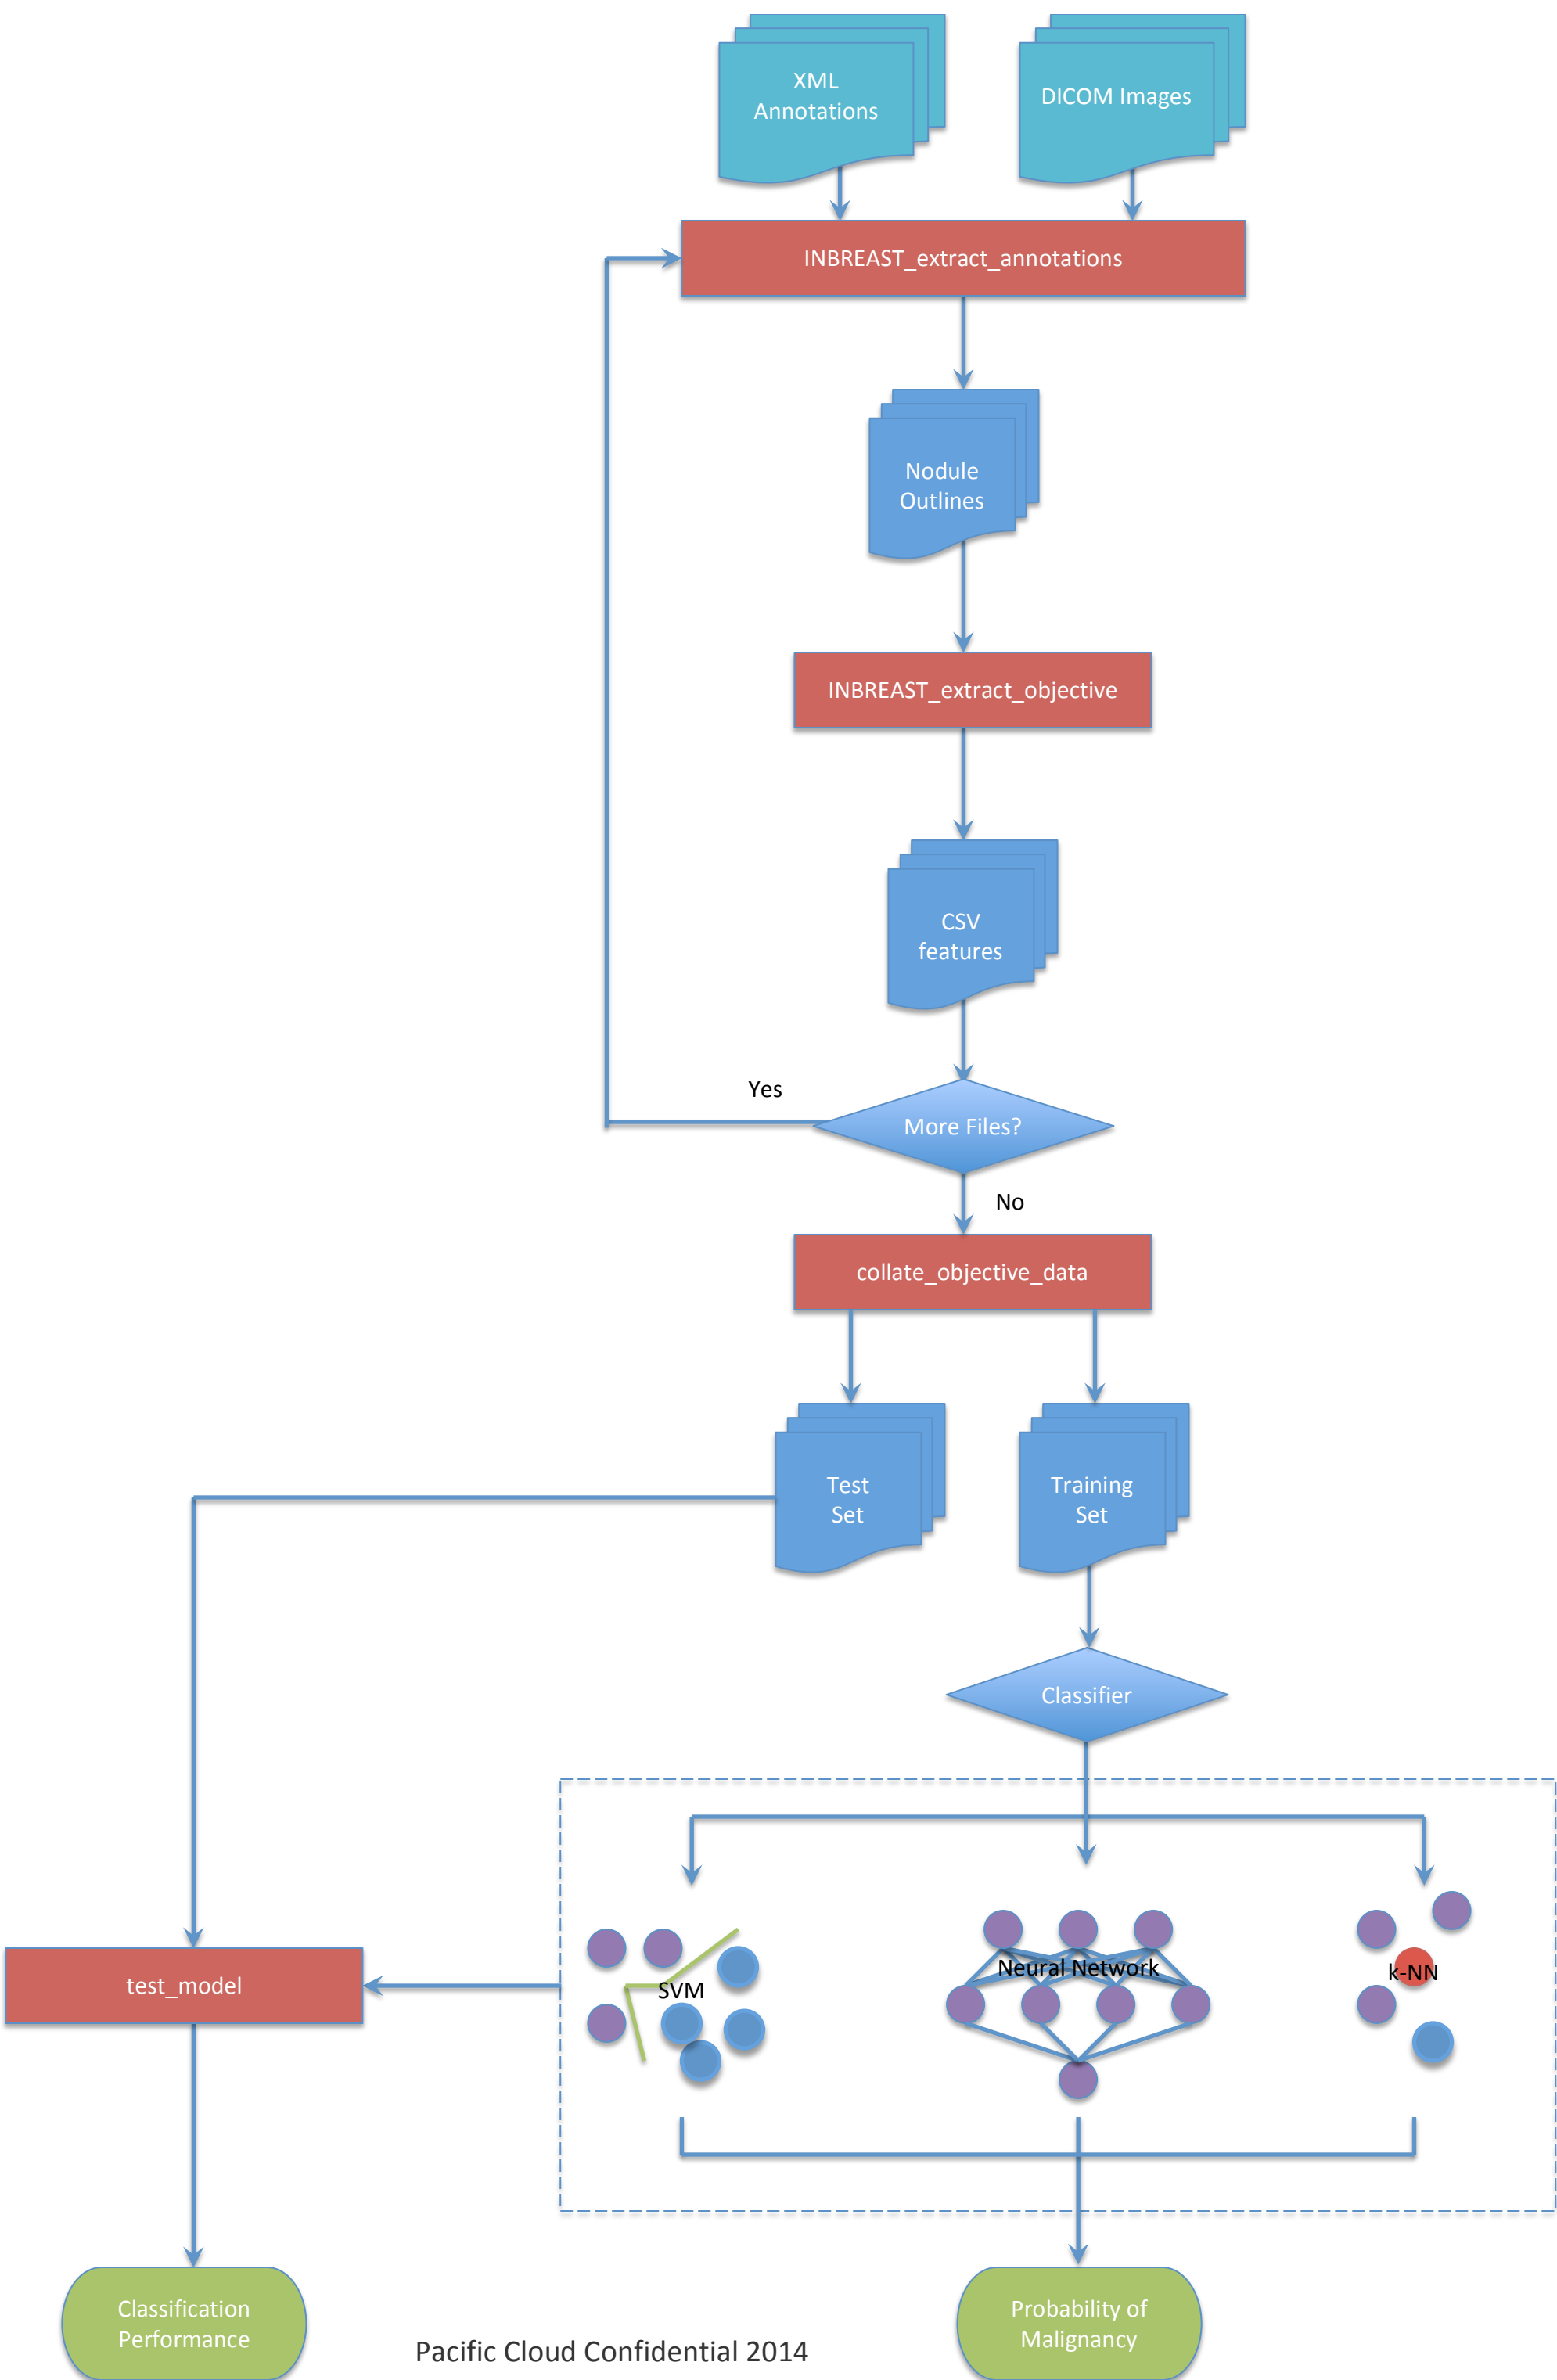 XML
Annotations
DICOM Images
INBREAST_extract_annotations
Nodule
Outlines
INBREAST_extract_objective
CSV
features
Yes
More Files?
No
collate_objective_data
Test
Set
Training
Set
Classifier
test_model
SVM
Neural Network
k-NN
Classification
Performance
Probability of
Malignancy
Pacific Cloud Confidential 2014